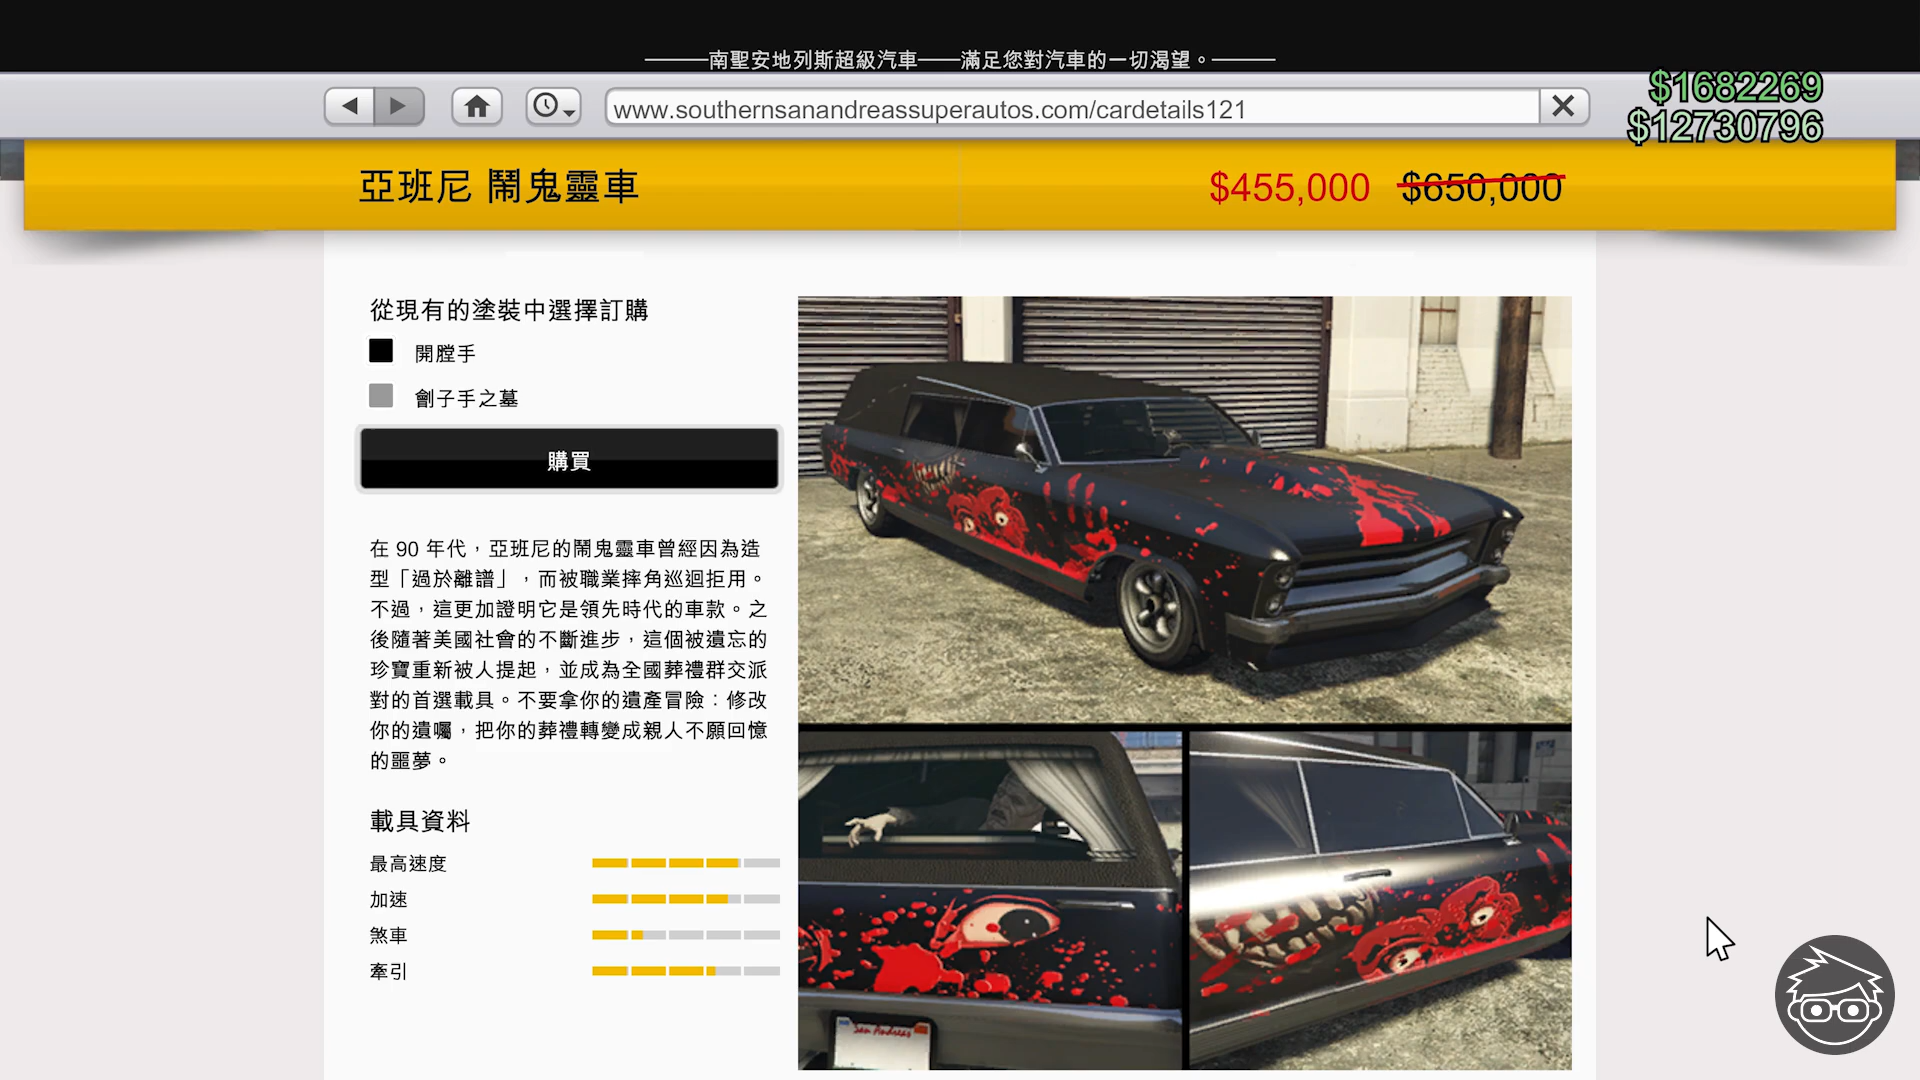 ———南聖安地列斯超級汽車——滿足您對汽車的一切渴望。———
www.southernsanandreassuperautos.com/cardetails121
$1682269
$12730796
亞班尼 鬧鬼靈車
$455,000 $650,000
從現有的塗裝中選擇訂購
開膛手
劊子手之墓
購買
在 90 年代，亞班尼的鬧鬼靈車曾經因為造
型「過於離譜」，而被職業摔角巡迴拒用。
不過，這更加證明它是領先時代的車款。之
後隨著美國社會的不斷進步，這個被遺忘的
珍寶重新被人提起，並成為全國葬禮群交派
對的首選載具。不要拿你的遺產冒險：修改
你的遺囑，把你的葬禮轉變成親人不願回憶
的噩夢。
載具資料
最高速度
加速
煞車
牽引
San Andreas